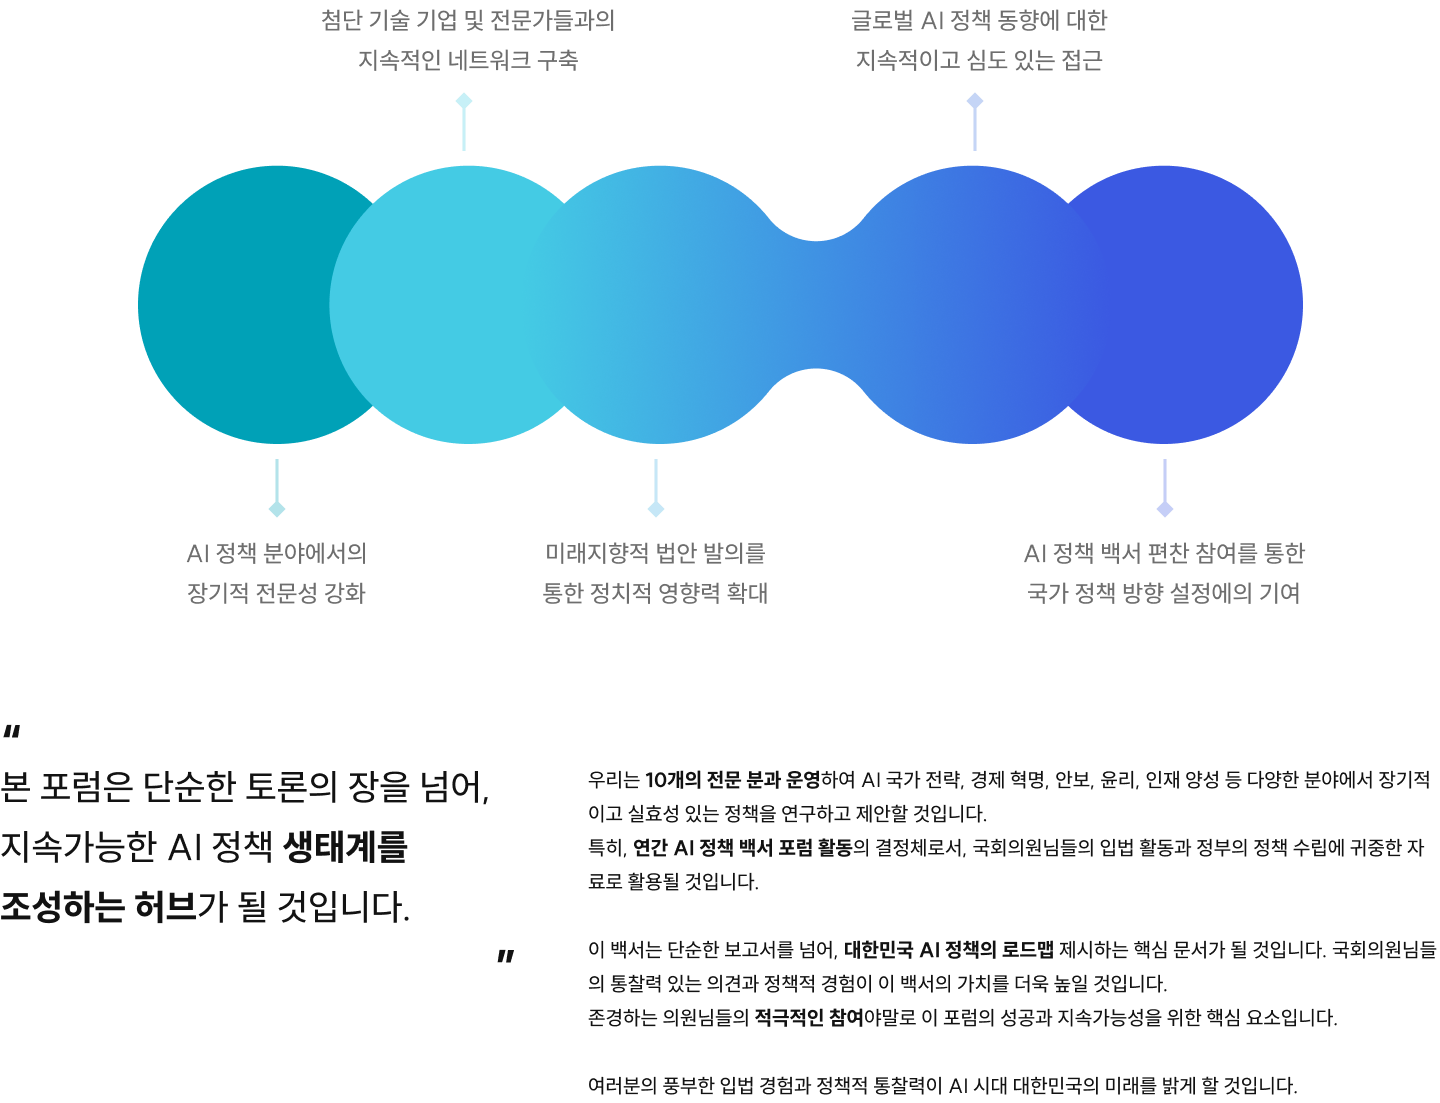 첨단 기술 기업 및 전문가들과의
지속적인 네트워크 구축
글로벌 AI 정책 동향에 대한
지속적이고 심도 있는 접근
AI 정책 분야에서의
장기적 전문성 강화
미래지향적 법안 발의를
통한 정치적 영향력 확대
AI 정책 백서 편찬 참여를 통한
국가 정책 방향 설정에의 기여
"
본 포럼은 단순한 토론의 장을 넘어,
지속가능한 AI 정책 생태계를
조성하는 허브가 될 것입니다.
"
우리는 10개의 전문 분과 운영하여 AI 국가 전략, 경제 혁명, 안보, 윤리, 인재 양성 등 다양한 분야에서 장기적
이고 실효성 있는 정책을 연구하고 제안할 것입니다.
특히, 연간 AI 정책 백서 포럼 활동의 결정체로서, 국회의원님들의 입법 활동과 정부의 정책 수립에 귀중한 자
료로 활용될 것입니다.
이 백서는 단순한 보고서를 넘어, 대한민국 AI 정책의 로드맵 제시하는 핵심 문서가 될 것입니다. 국회의원님들
의 통찰력 있는 의견과 정책적 경험이 이 백서의 가치를 더욱 높일 것입니다.
존경하는 의원님들의 적극적인 참여야말로 이 포럼의 성공과 지속가능성을 위한 핵심 요소입니다.
여러분의 풍부한 입법 경험과 정책적 통찰력이 AI 시대 대한민국의 미래를 밝게 할 것입니다.